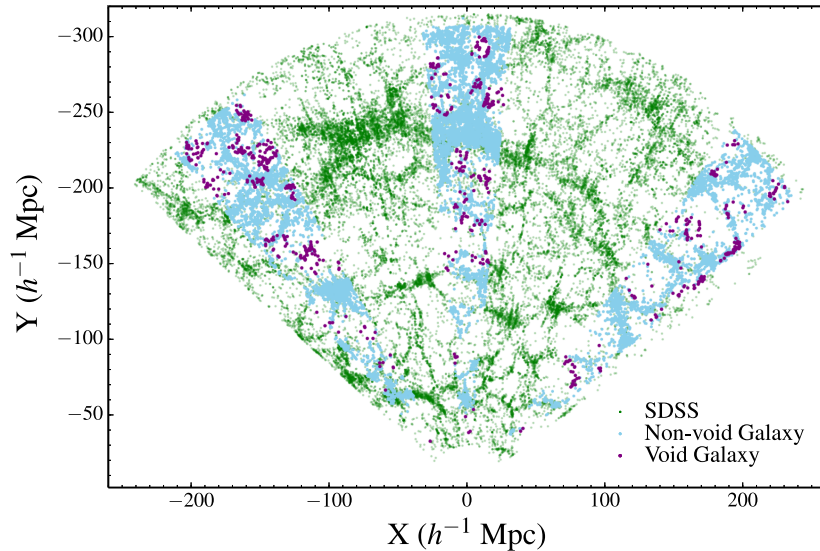 −300
−250
−200
−150
−100
−50
Y (h⁻¹ Mpc)
SDSS
Non-void Galaxy
Void Galaxy
−200
−100
0
100
200
X (h⁻¹ Mpc)